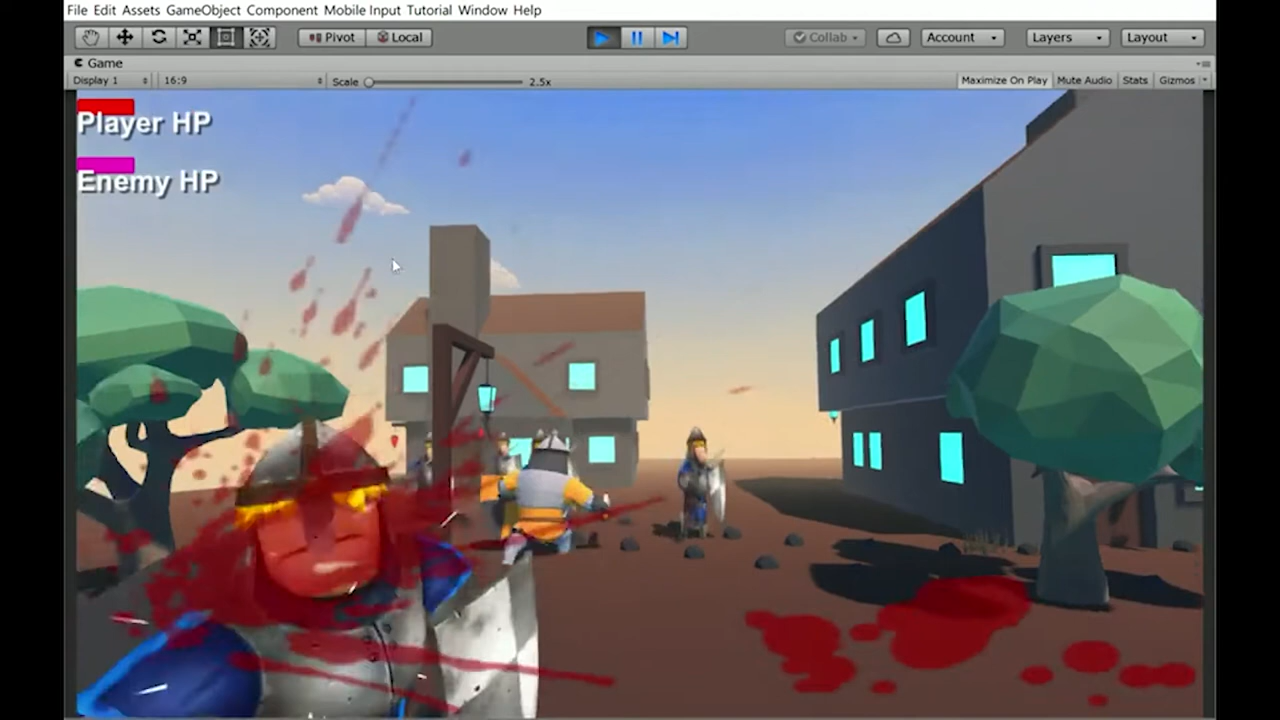 File Edit Assets GameObject Component Mobile Input Tutorial Window Help
Pivot Local Collab Account Layers Layout
Game
Display 1 16:9 Scale 2.5x Maximize On Play Mute Audio Stats Gizmos
Player HP
Enemy HP